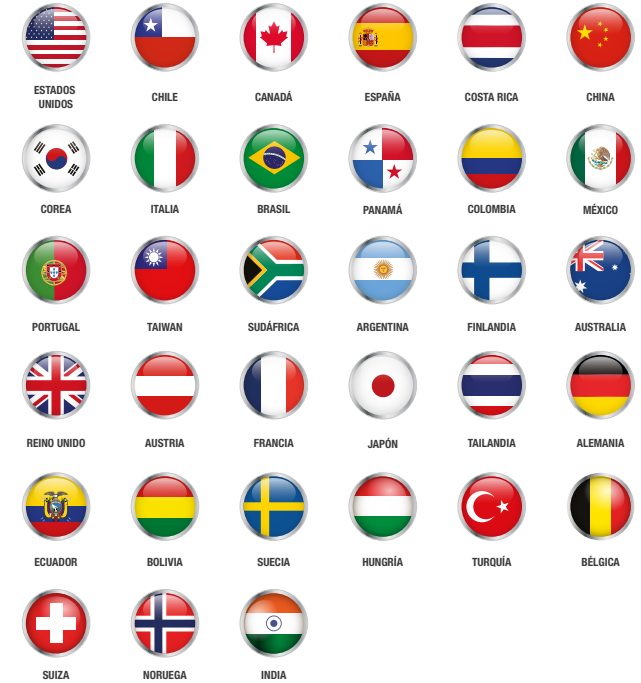 ESTADOS
UNIDOS
CHILE
CANADÁ
ESPAÑA
COSTA RICA
CHINA
COREA
ITALIA
BRASIL
PANAMÁ
COLOMBIA
MÉXICO
PORTUGAL
TAIWAN
SUDÁFRICA
ARGENTINA
FINLANDIA
AUSTRALIA
REINO UNIDO
AUSTRIA
FRANCIA
JAPÓN
TAILANDIA
ALEMANIA
ECUADOR
BOLIVIA
SUECIA
HUNGRÍA
TURQUÍA
BÉLGICA
SUIZA
NORUEGA
INDIA